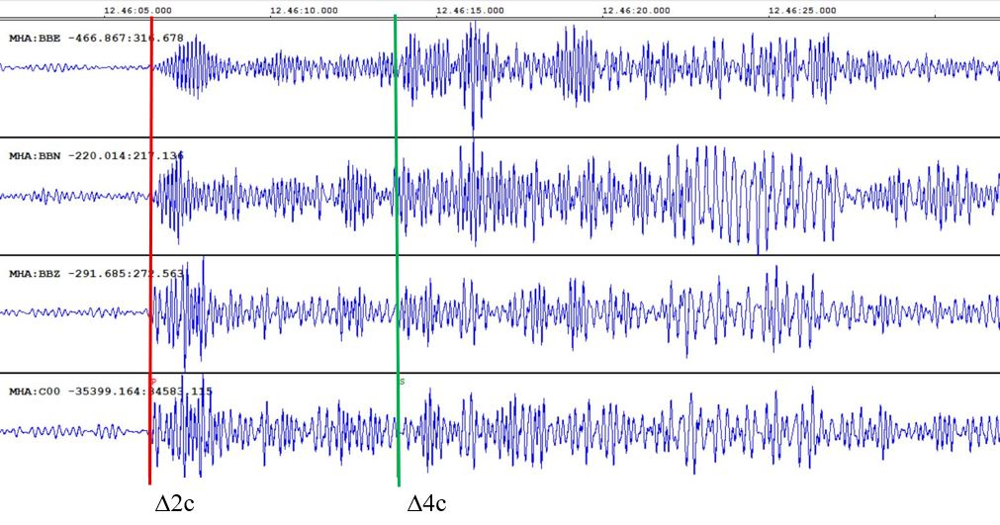 12.46:05.000 12.46:10.000 12.46:15.000 12.46:20.000 12.46:25.000
MHA:BBE -466.867:316.678
MHA:BBN -220.014:217.136
MHA:BBZ -291.685:272.563
P S
MHA:C00 -35399.164:34583.115
Δ2c Δ4c